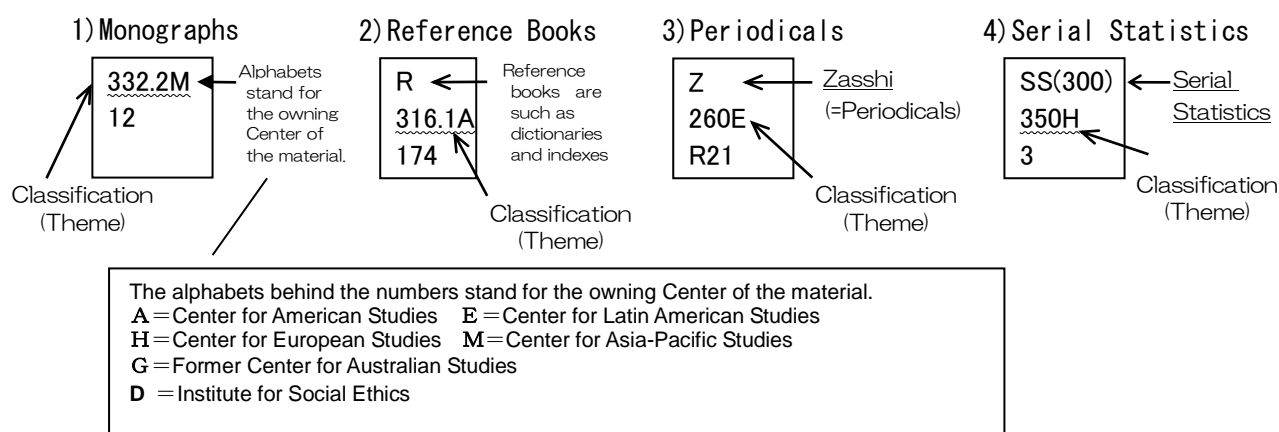 1)Monographs
332.2M
12
Alphabets
stand for
the owning
Center of
the material.
Classification
(Theme)
2)Reference Books
R
316.1A
174
Reference
books are
such as
dictionaries
and indexes
Classification
(Theme)
3)Periodicals
Z
260E
R21
Zasshi
(=Periodicals)
Classification
(Theme)
4)Serial Statistics
SS(300)
350H
3
Serial
Statistics
Classification
(Theme)
The alphabets behind the numbers stand for the owning Center of the material.
A=Center for American Studies E=Center for Latin American Studies
H=Center for European Studies M=Center for Asia-Pacific Studies
G=Former Center for Australian Studies
D =Institute for Social Ethics